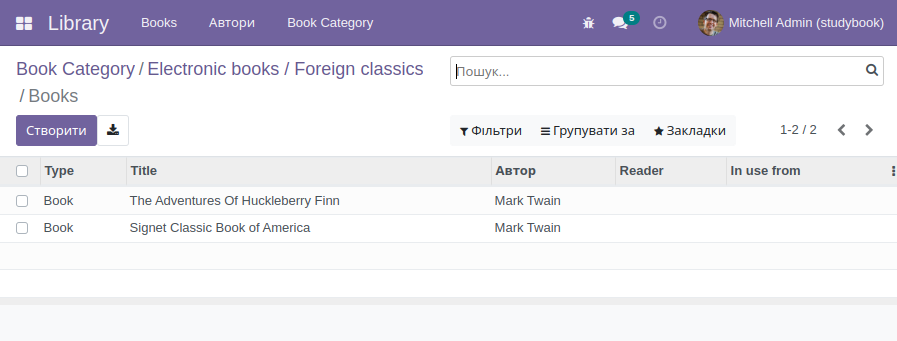 Library Books Автори Book Category 5 Mitchell Admin (studybook)
Book Category / Electronic books / Foreign classics
/ Books
Пошук...
Створити Фільтри Групувати за Закладки 1-2 / 2
Type Title Автор Reader In use from
Book The Adventures Of Huckleberry Finn Mark Twain
Book Signet Classic Book of America Mark Twain